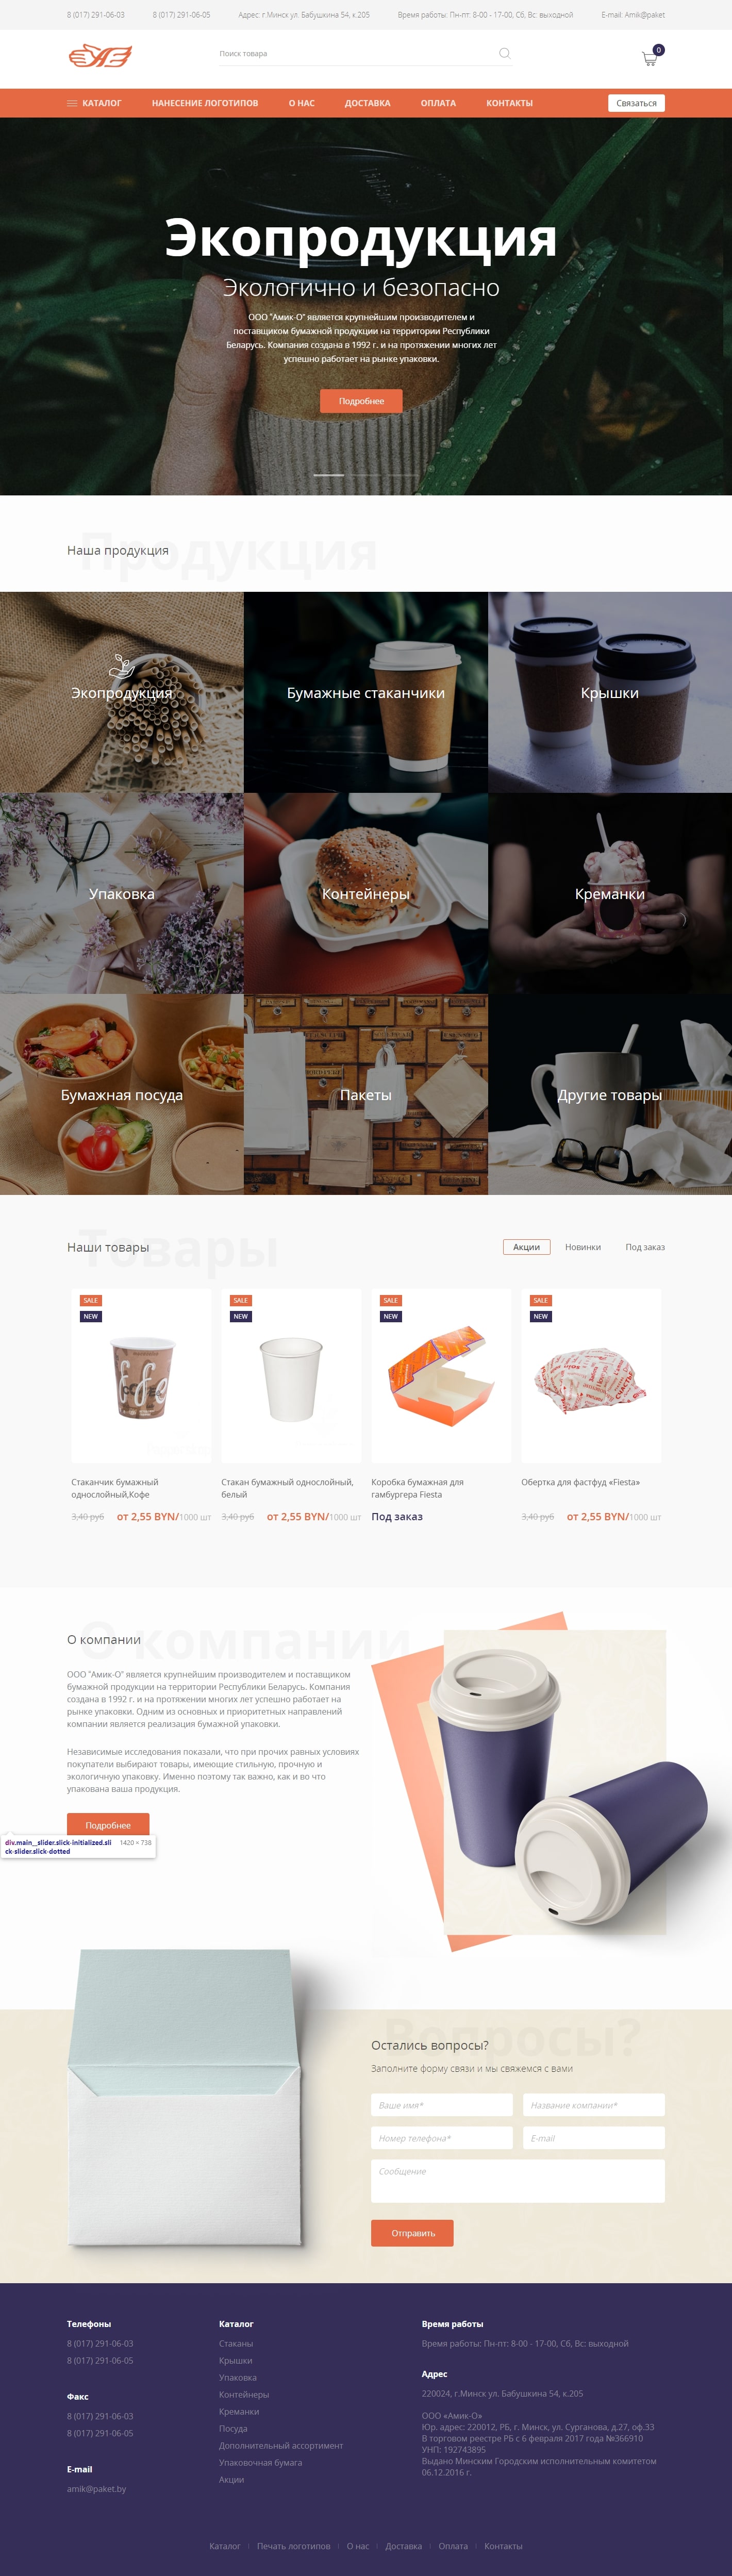 8 (017) 291-06-03
8 (017) 291-06-05
Адрес: г.Минск ул. Бабушкина 54, к.205
Время работы: Пн-пт: 8-00 - 17-00, Сб, Вс: выходной
E-mail: Amik@paket
Поиск товара
0
КАТАЛОГ
НАНЕСЕНИЕ ЛОГОТИПОВ
О НАС
ДОСТАВКА
ОПЛАТА
КОНТАКТЫ
Связаться
Экопродукция
Экологично и безопасно
ООО "Амик-О" является крупнейшим производителем и
поставщиком бумажной продукции на территории Республики
Беларусь. Компания создана в 1992 г. и на протяжении многих лет
успешно работает на рынке упаковки.
Подробнее
Продукция
Наша продукция
Экопродукция
Бумажные стаканчики
Крышки
Упаковка
Контейнеры
Креманки
Бумажная посуда
Пакеты
Другие товары
Товары
Наши товары
Акции
Новинки
Под заказ
SALE
NEW
SALE
NEW
SALE
NEW
SALE
NEW
Стаканчик бумажный
однослойный,Кофе
3,40 руб
от 2,55 BYN/1000 шт
Стакан бумажный однослойный,
белый
3,40 руб
от 2,55 BYN/1000 шт
Коробка бумажная для
гамбургера Fiesta
Под заказ
Обертка для фастфуд «Fiesta»
3,40 руб
от 2,55 BYN/1000 шт
О компании
О компании
ООО "Амик-О" является крупнейшим производителем и поставщиком
бумажной продукции на территории Республики Беларусь. Компания
создана в 1992 г. и на протяжении многих лет успешно работает на
рынке упаковки. Одним из основных и приоритетных направлений
компании является реализация бумажной упаковки.
Независимые исследования показали, что при прочих равных условиях
покупатели выбирают товары, имеющие стильную, прочную и
экологичную упаковку. Именно поэтому так важно, как и во что
упакована ваша продукция.
Подробнее
div.main__slider.slick-initialized.sli
ck-slider.slick-dotted
1420 × 738
Вопросы?
Остались вопросы?
Заполните форму связи и мы свяжемся с вами
Ваше имя*
Название компании*
Номер телефона*
E-mail
Сообщение
Отправить
Телефоны
8 (017) 291-06-03
8 (017) 291-06-05
Факс
8 (017) 291-06-03
8 (017) 291-06-05
E-mail
amik@paket.by
Каталог
Стаканы
Крышки
Упаковка
Контейнеры
Креманки
Посуда
Дополнительный ассортимент
Упаковочная бумага
Акции
Время работы
Время работы: Пн-пт: 8-00 - 17-00, Сб, Вс: выходной
Адрес
220024, г.Минск ул. Бабушкина 54, к.205
ООО «Амик-О»
Юр. адрес: 220012, РБ, г. Минск, ул. Сурганова, д.27, оф.33
В торговом реестре РБ с 6 февраля 2017 года №366910
УНП: 192743895
Выдано Минским Городским исполнительным комитетом
06.12.2016 г.
Каталог
Печать логотипов
О нас
Доставка
Оплата
Контакты